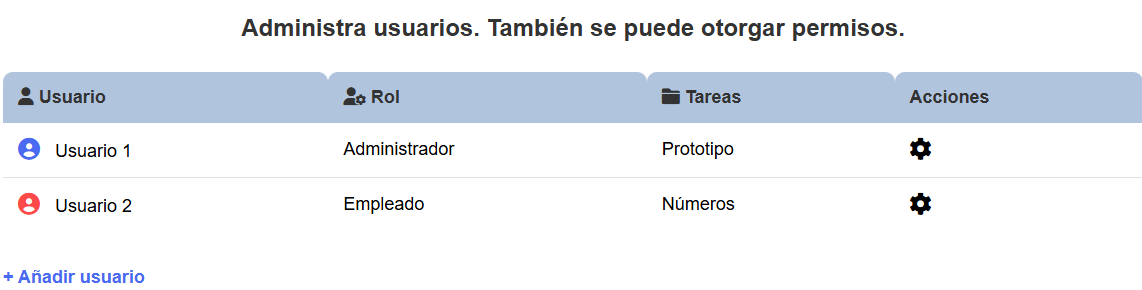 Administra usuarios. También se puede otorgar permisos.
Usuario Rol Tareas Acciones
Usuario 1 Administrador Prototipo
Usuario 2 Empleado Números
+ Añadir usuario